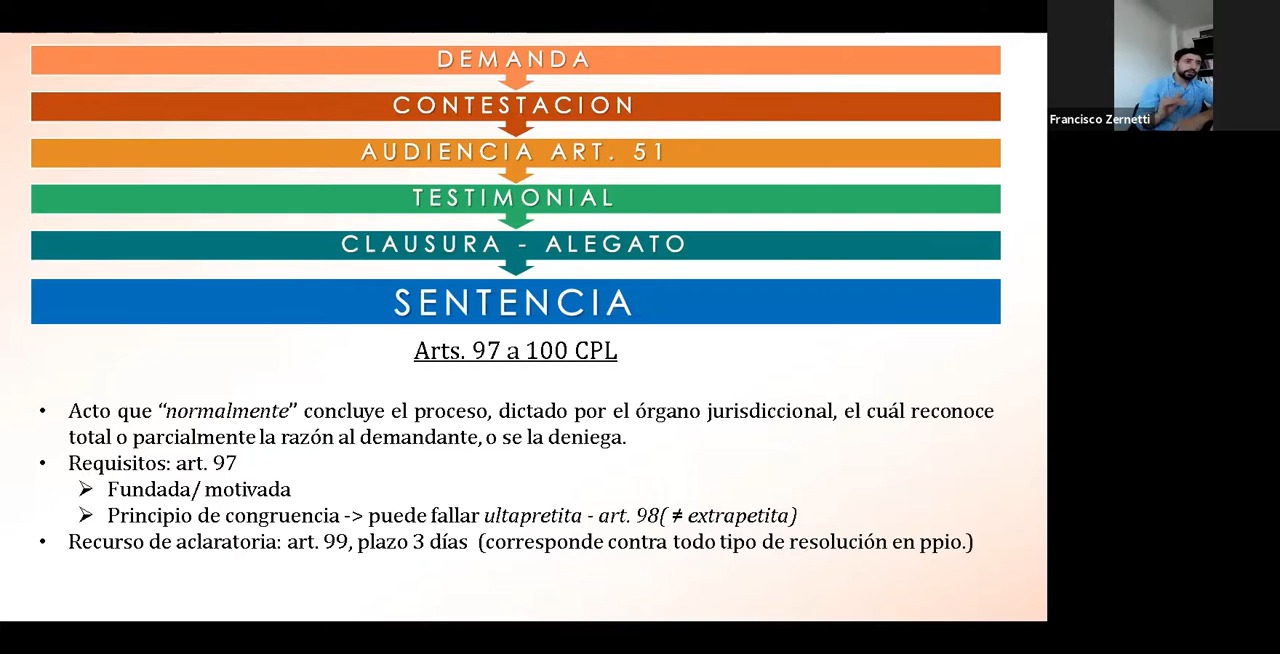 DEMANDA
CONTESTACION
AUDIENCIA ART. 51
TESTIMONIAL
CLAUSURA - ALEGATO
SENTENCIA
Arts. 97 a 100 CPL
• Acto que “normalmente” concluye el proceso, dictado por el órgano jurisdiccional, el cuál reconoce
total o parcialmente la razón al demandante, o se la deniega.
• Requisitos: art. 97
➢ Fundada/ motivada
➢ Principio de congruencia -> puede fallar ultapretita - art. 98( ≠ extrapetita)
• Recurso de aclaratoria: art. 99, plazo 3 días (corresponde contra todo tipo de resolución en ppio.)
Francisco Zernetti